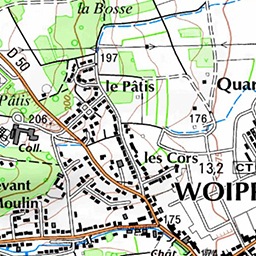 la Bosse
D 50
197
le Pâtis
Quar
Pâtis
206
176
Coll.
les Cors
13,2
CT
evant
Moulin
WOIPP
175
Chât